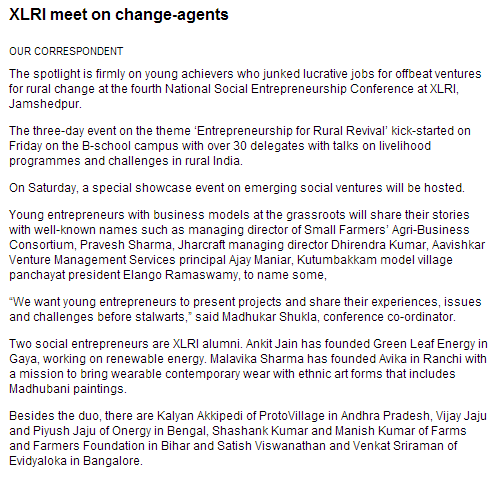 XLRI meet on change-agents
OUR CORRESPONDENT
The spotlight is firmly on young achievers who junked lucrative jobs for offbeat ventures
for rural change at the fourth National Social Entrepreneurship Conference at XLRI,
Jamshedpur.
The three-day event on the theme ‘Entrepreneurship for Rural Revival’ kick-started on
Friday on the B-school campus with over 30 delegates with talks on livelihood
programmes and challenges in rural India.
On Saturday, a special showcase event on emerging social ventures will be hosted.
Young entrepreneurs with business models at the grassroots will share their stories
with well-known names such as managing director of Small Farmers’ Agri-Business
Consortium, Pravesh Sharma, Jharcraft managing director Dhirendra Kumar, Aavishkar
Venture Management Services principal Ajay Maniar, Kutumbakkam model village
panchayat president Elango Ramaswamy, to name some,
“We want young entrepreneurs to present projects and share their experiences, issues
and challenges before stalwarts,” said Madhukar Shukla, conference co-ordinator.
Two social entrepreneurs are XLRI alumni. Ankit Jain has founded Green Leaf Energy in
Gaya, working on renewable energy. Malavika Sharma has founded Avika in Ranchi with
a mission to bring wearable contemporary wear with ethnic art forms that includes
Madhubani paintings.
Besides the duo, there are Kalyan Akkipedi of ProtoVillage in Andhra Pradesh, Vijay Jaju
and Piyush Jaju of Onergy in Bengal, Shashank Kumar and Manish Kumar of Farms
and Farmers Foundation in Bihar and Satish Viswanathan and Venkat Sriraman of
Evidyaloka in Bangalore.